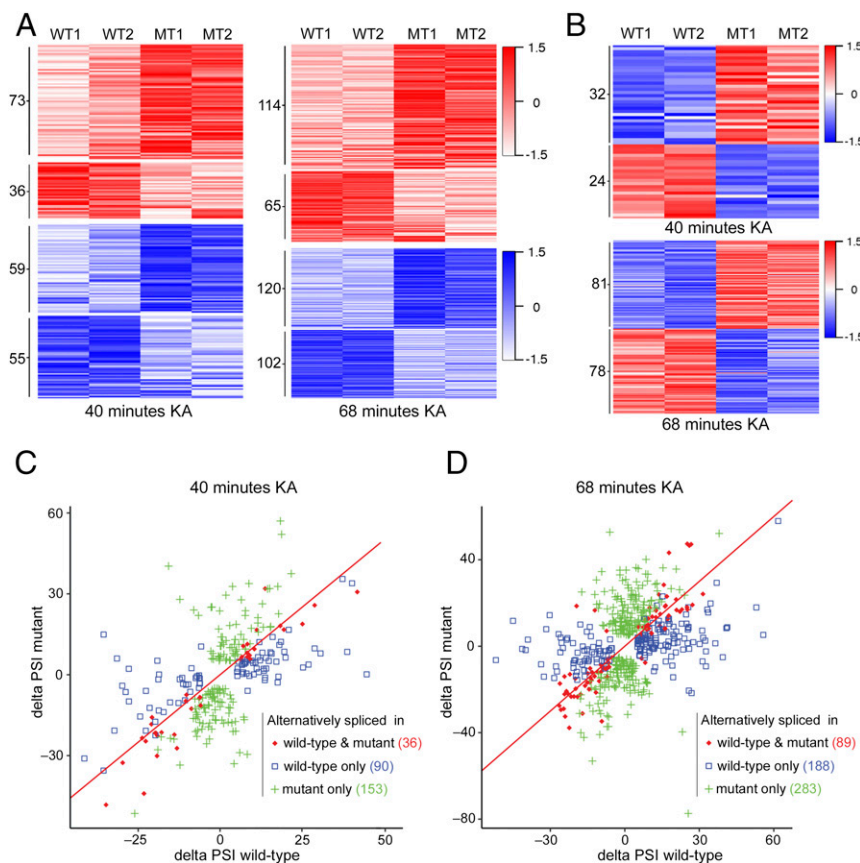 A
WT1 WT2 MT1 MT2
73
36
59
55
40 minutes KA
WT1 WT2 MT1 MT2
114
65
120
102
68 minutes KA
1.5
0
-1.5
1.5
0
-1.5
B
WT1 WT2 MT1 MT2
32
24
40 minutes KA
1.5
0
-1.5
81
78
68 minutes KA
1.5
0
-1.5
C
40 minutes KA
delta PSI mutant
60
30
0
−30
−25
0
25
50
delta PSI wild-type
Alternatively spliced in
wild-type & mutant (36)
wild-type only (90)
mutant only (153)
D
68 minutes KA
delta PSI mutant
40
0
−40
−80
−30
0
30
60
delta PSI wild-type
Alternatively spliced in
wild-type & mutant (89)
wild-type only (188)
mutant only (283)